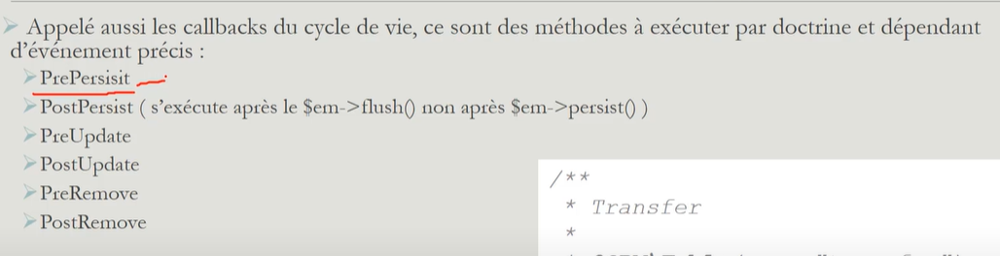 Appelé aussi les callbacks du cycle de vie, ce sont des méthodes à exécuter par doctrine et dépendant
d'événement précis :
PrePersisit
PostPersist ( s'exécute après le $em->flush() non après $em->persist() )
PreUpdate
PostUpdate
PreRemove
PostRemove
/**
* Transfer
*